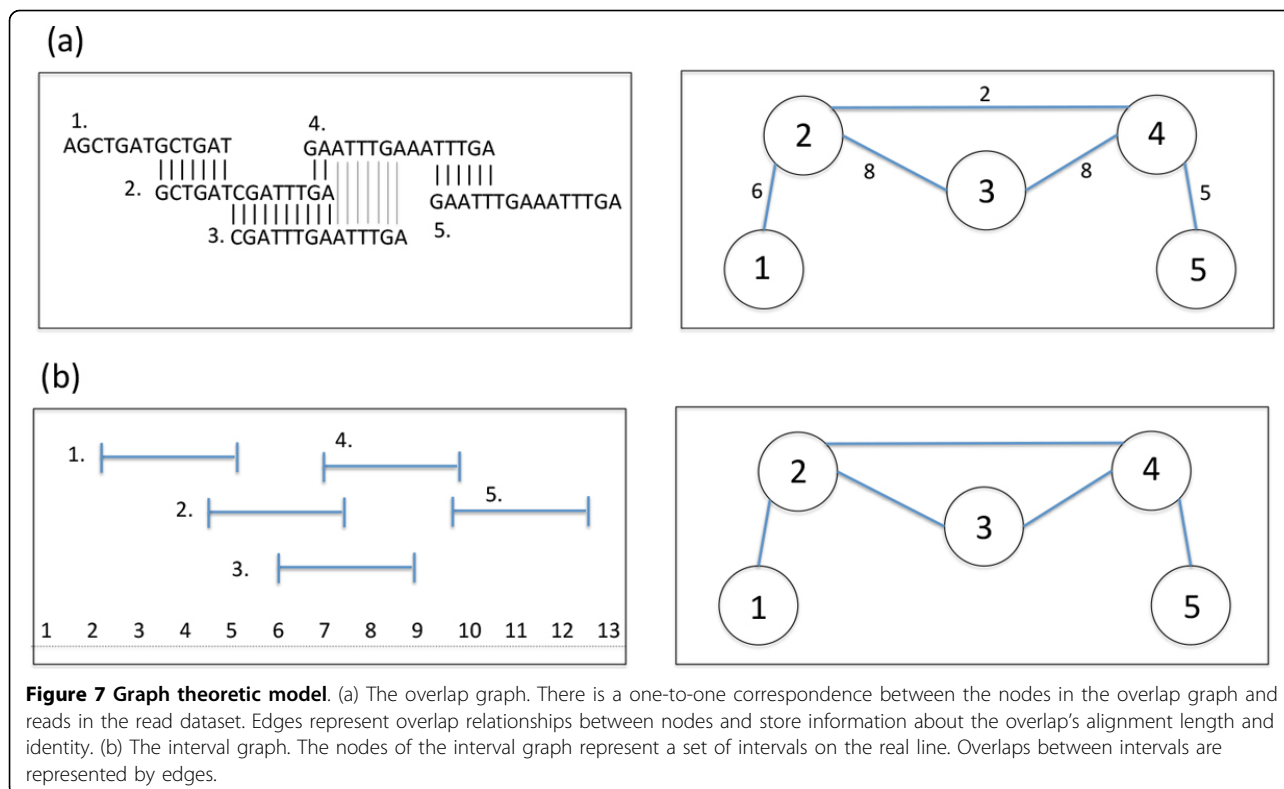 (a)
1.
AGCTGATGCTGAT
4.
GAATTTGAAATTTGA
2. GCTGATCGATTTGA
GAATTTGAAATTTGA
3. CGATTTGAATTTGA
5.
2
2
4
8
8
6
3
5
1
5
(b)
1.
4.
2.
5.
3.
1 2 3 4 5 6 7 8 9 10 11 12 13
2
4
3
1
5
Figure 7 Graph theoretic model. (a) The overlap graph. There is a one-to-one correspondence between the nodes in the overlap graph and
reads in the read dataset. Edges represent overlap relationships between nodes and store information about the overlap's alignment length and
identity. (b) The interval graph. The nodes of the interval graph represent a set of intervals on the real line. Overlaps between intervals are
represented by edges.